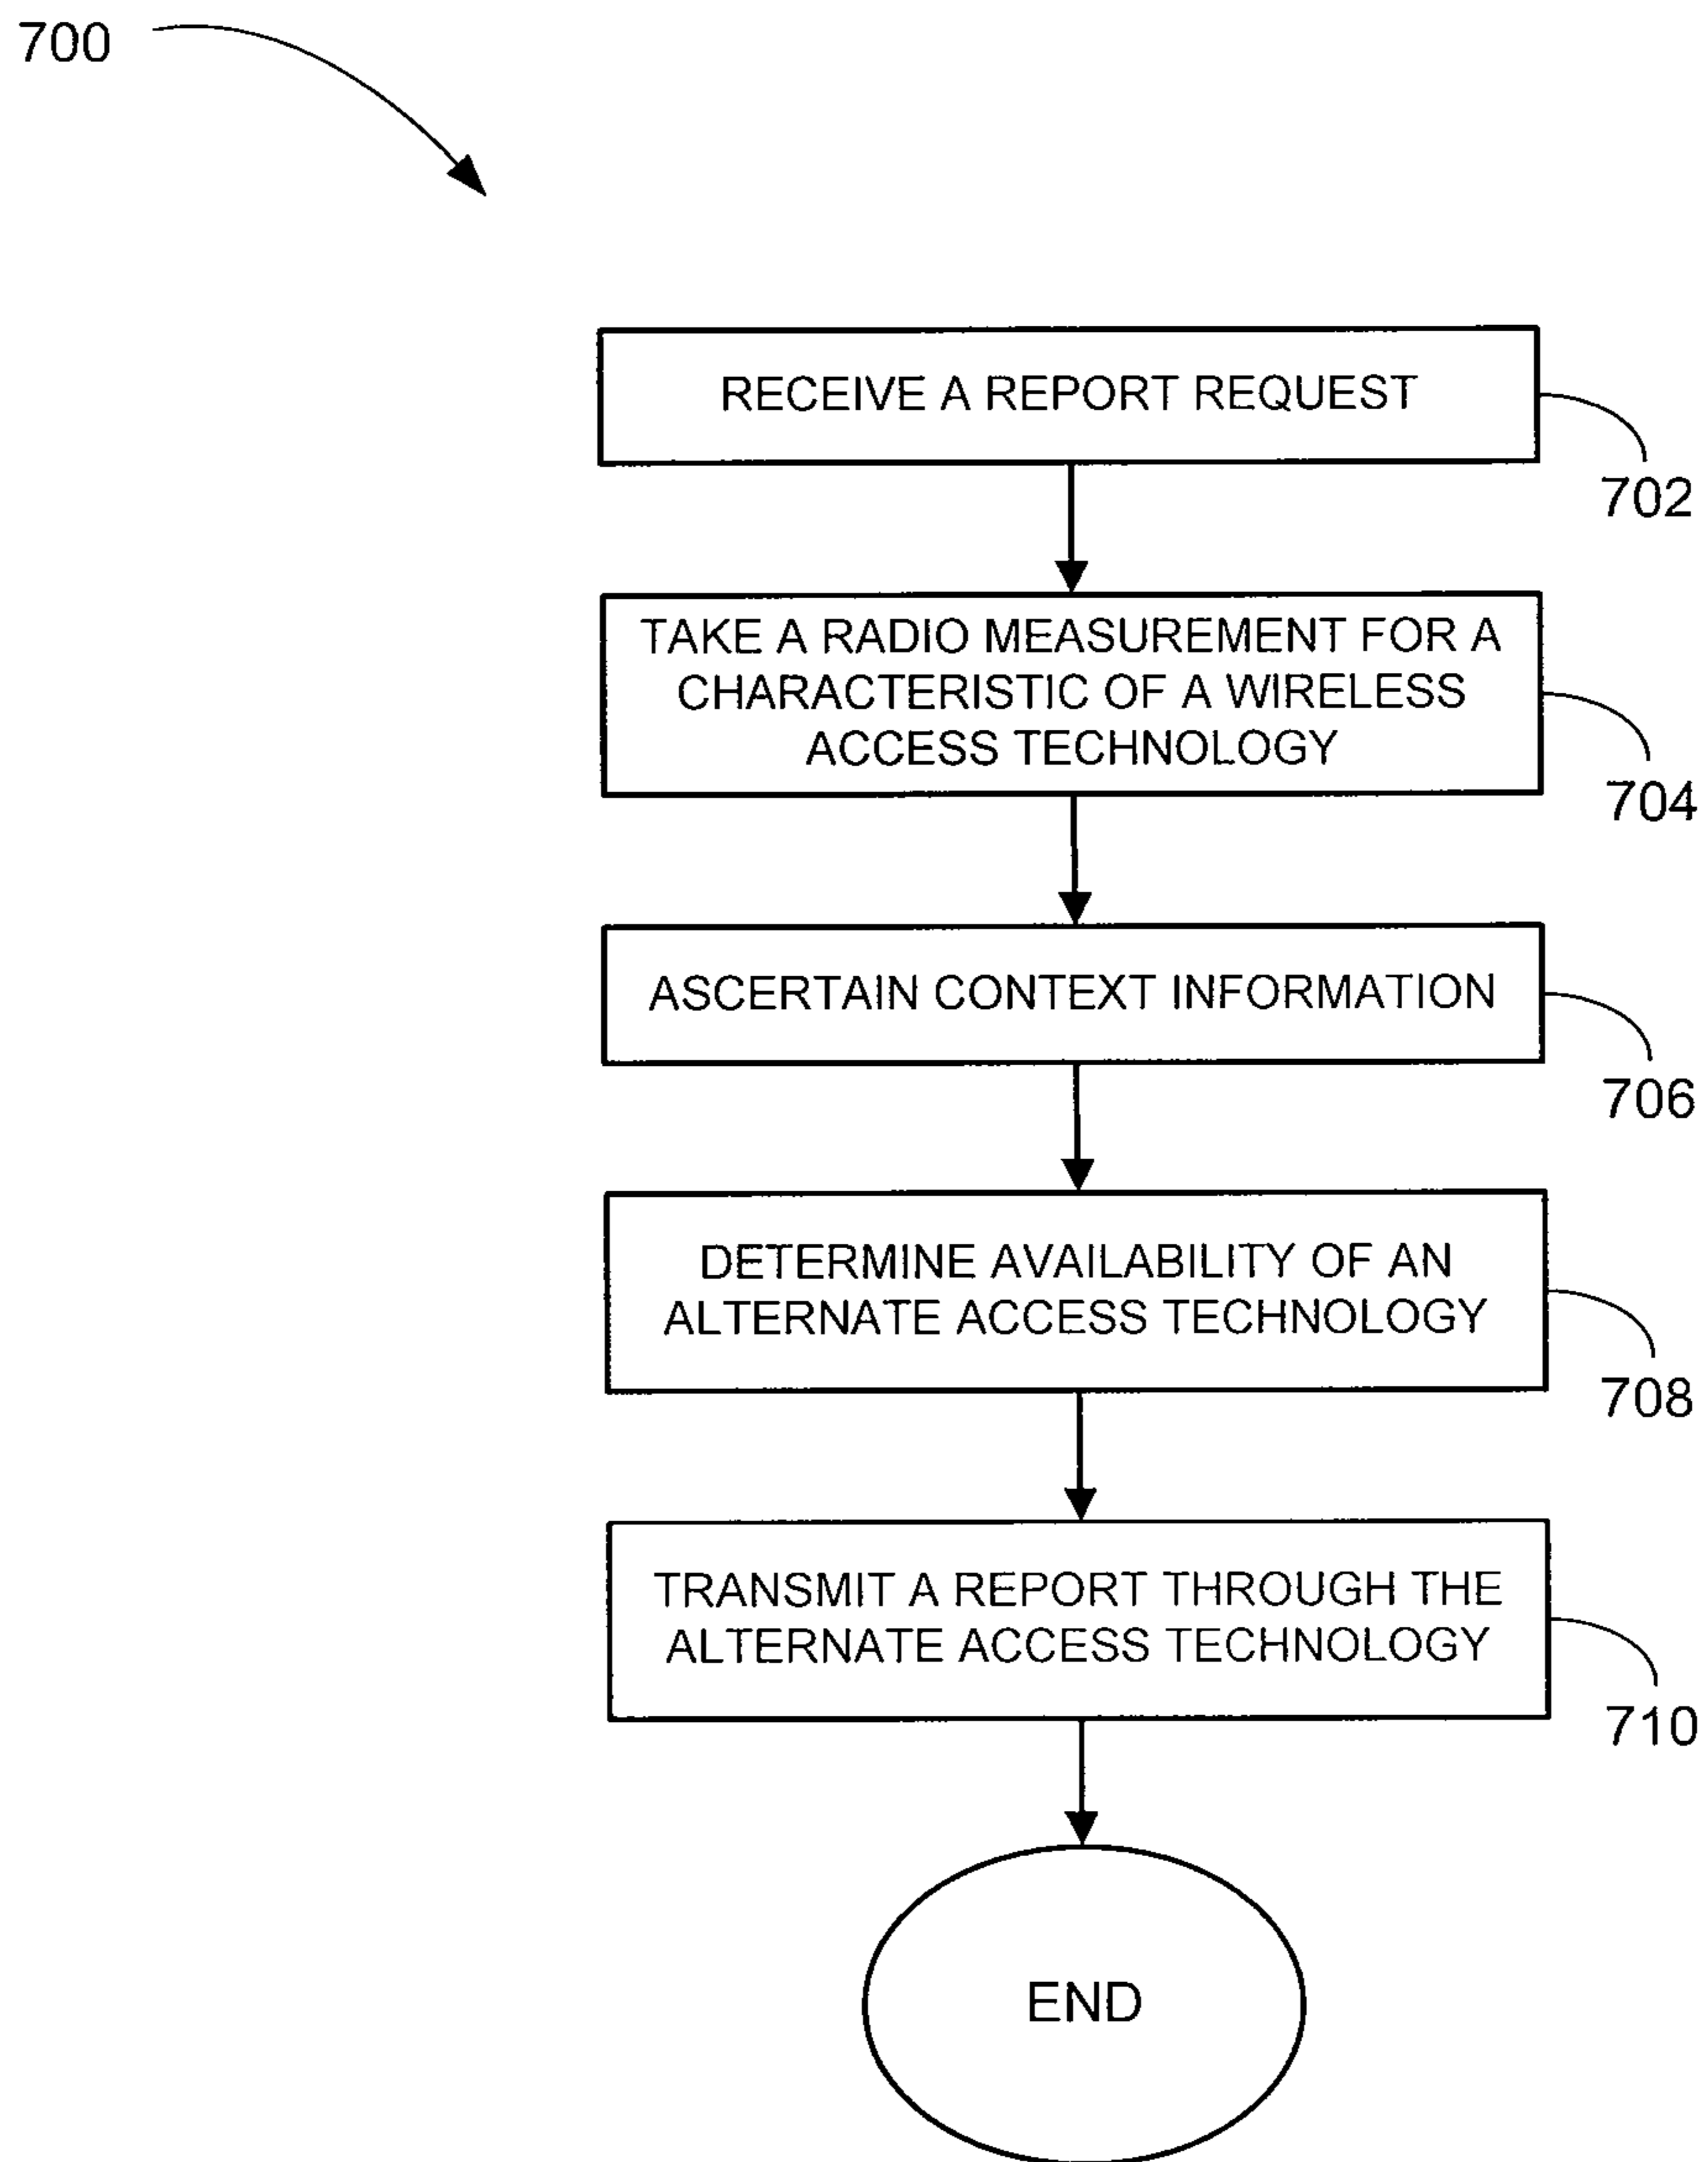 700
RECEIVE A REPORT REQUEST
702
TAKE A RADIO MEASUREMENT FOR A
CHARACTERISTIC OF A WIRELESS
ACCESS TECHNOLOGY
704
ASCERTAIN CONTEXT INFORMATION
706
DETERMINE AVAILABILITY OF AN
ALTERNATE ACCESS TECHNOLOGY
708
TRANSMIT A REPORT THROUGH THE
ALTERNATE ACCESS TECHNOLOGY
710
END